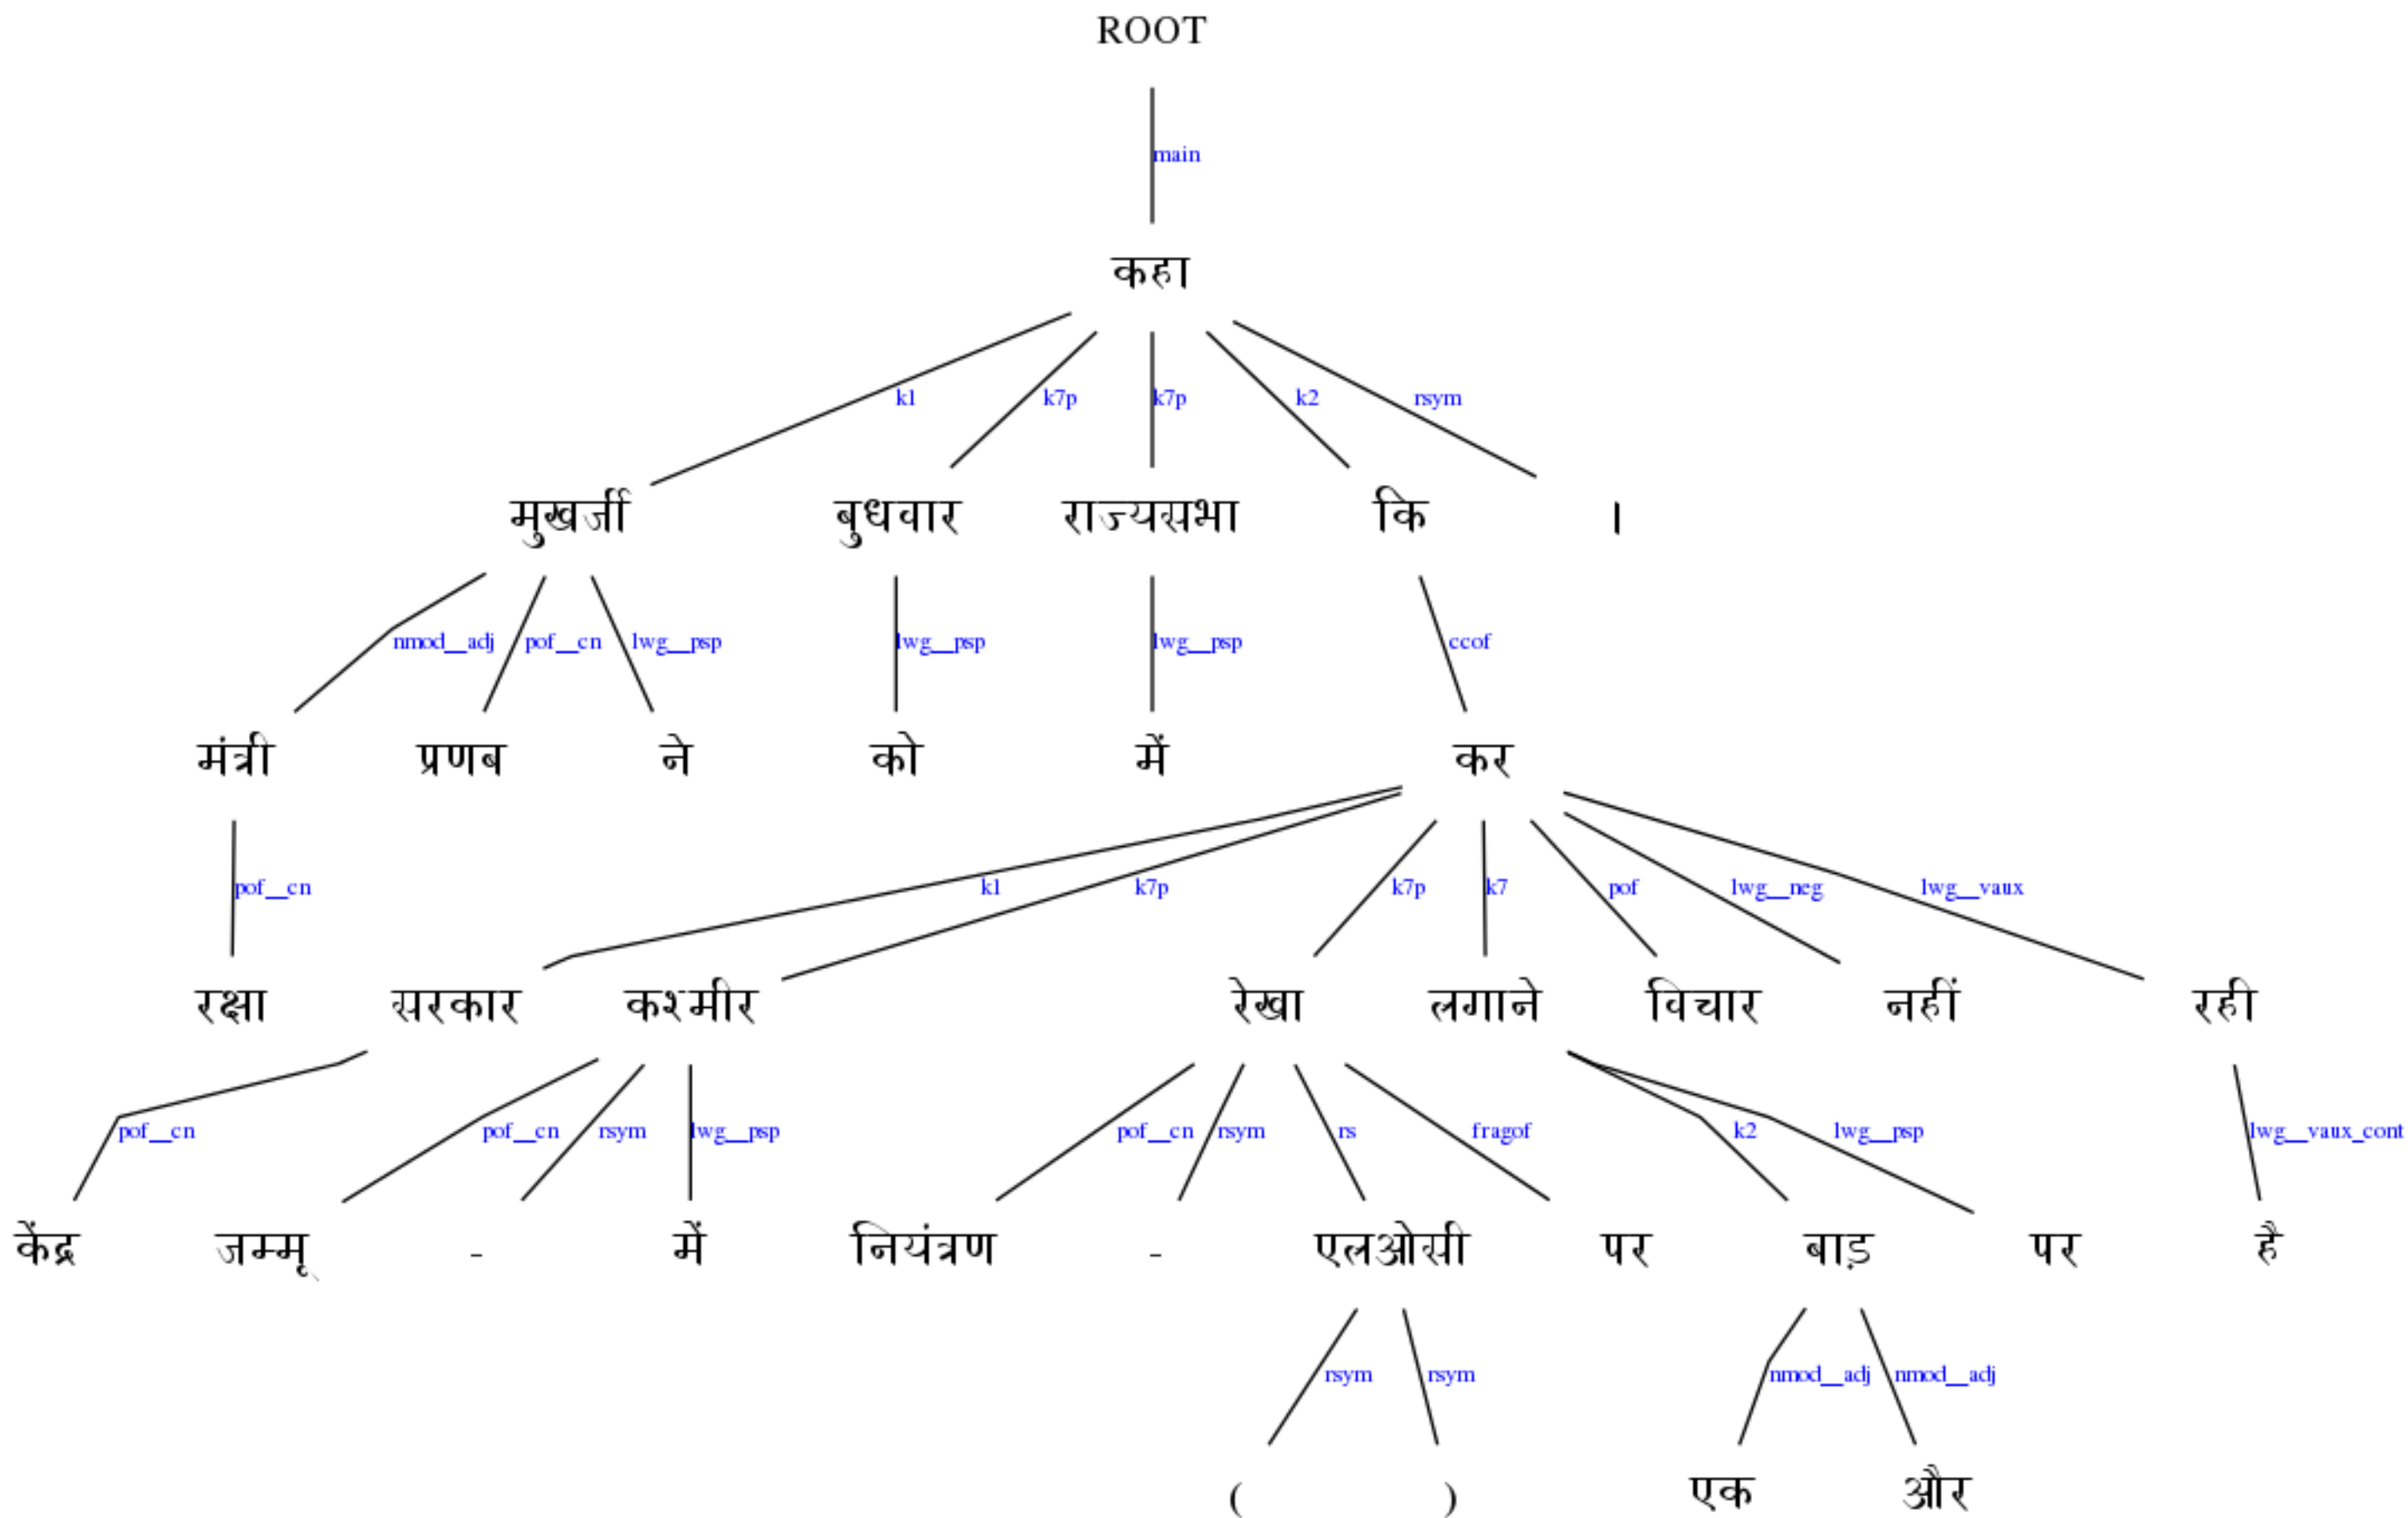 ROOT
main
कहा
k1 k7p k7p k2 rsym
मुखर्जी बुधवार राज्यसभा कि ।
nmod__adj pof__cn lwg__psp lwg__psp lwg__psp ccof
मंत्री प्रणब ने को में कर
pof__cn k1 k7p k7p k7 pof lwg__neg lwg__vaux
रक्षा सरकार कश्मीर रेखा लगाने विचार नहीं रही
pof__cn pof__cn rsym lwg__psp pof__cn rsym rs fragof k2 lwg__psp lwg__vaux_cont
केंद्र जम्मू - में नियंत्रण - एलओसी पर बाड़ पर है
rsym rsym nmod__adj nmod__adj
( ) एक और